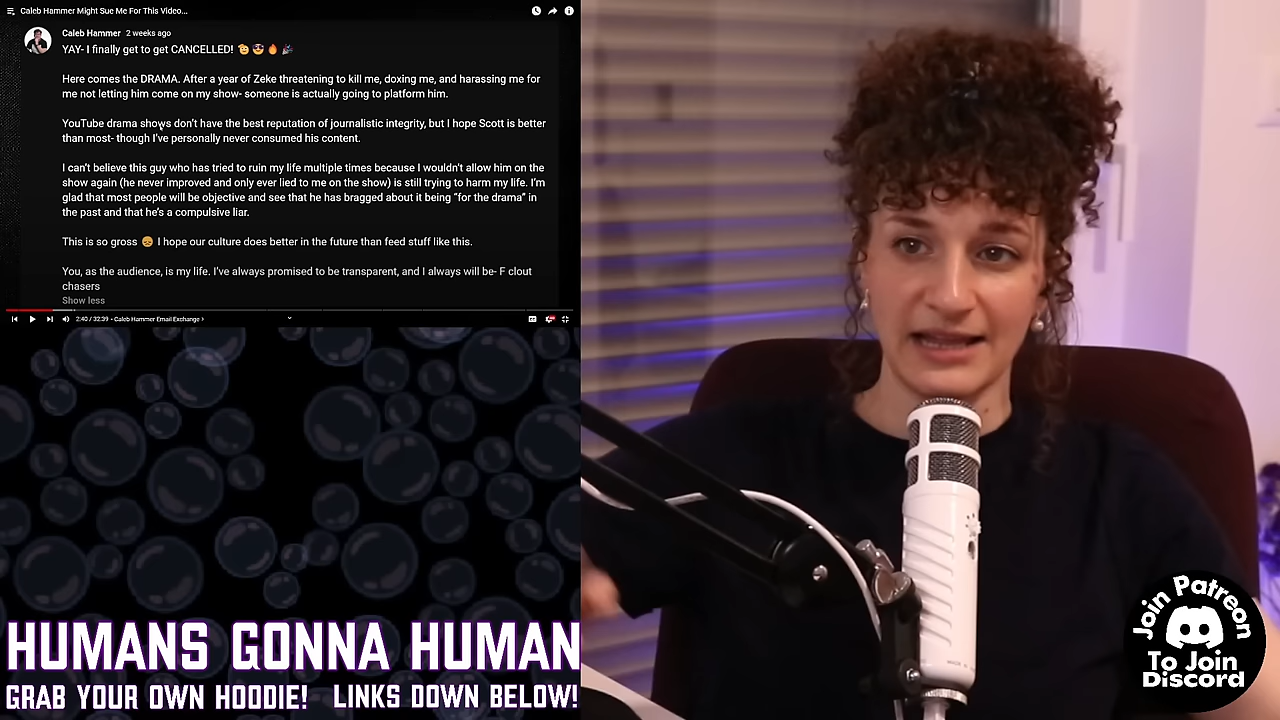 Caleb Hammer Might Sue Me For This Video...
Caleb Hammer 2 weeks ago
YAY- I finally get to get CANCELLED! 🫡 😎 🔥 🎉
Here comes the DRAMA. After a year of Zeke threatening to kill me, doxing me, and harassing me for
me not letting him come on my show- someone is actually going to platform him.
YouTube drama shows don't have the best reputation of journalistic integrity, but I hope Scott is better
than most- though I've personally never consumed his content.
I can't believe this guy who has tried to ruin my life multiple times because I wouldn't allow him on the
show again (he never improved and only ever lied to me on the show) is still trying to harm my life. I'm
glad that most people will be objective and see that he has bragged about it being "for the drama" in
the past and that he's a compulsive liar.
This is so gross 😞 I hope our culture does better in the future than feed stuff like this.
You, as the audience, is my life. I've always promised to be transparent, and I always will be- F clout
chasers
Show less
2:40 / 32:39 • Caleb Hammer Email Exchange ›
HUMANS GONNA HUMAN
GRAB YOUR OWN HOODIE! LINKS DOWN BELOW!
Join Patreon
To Join
Discord